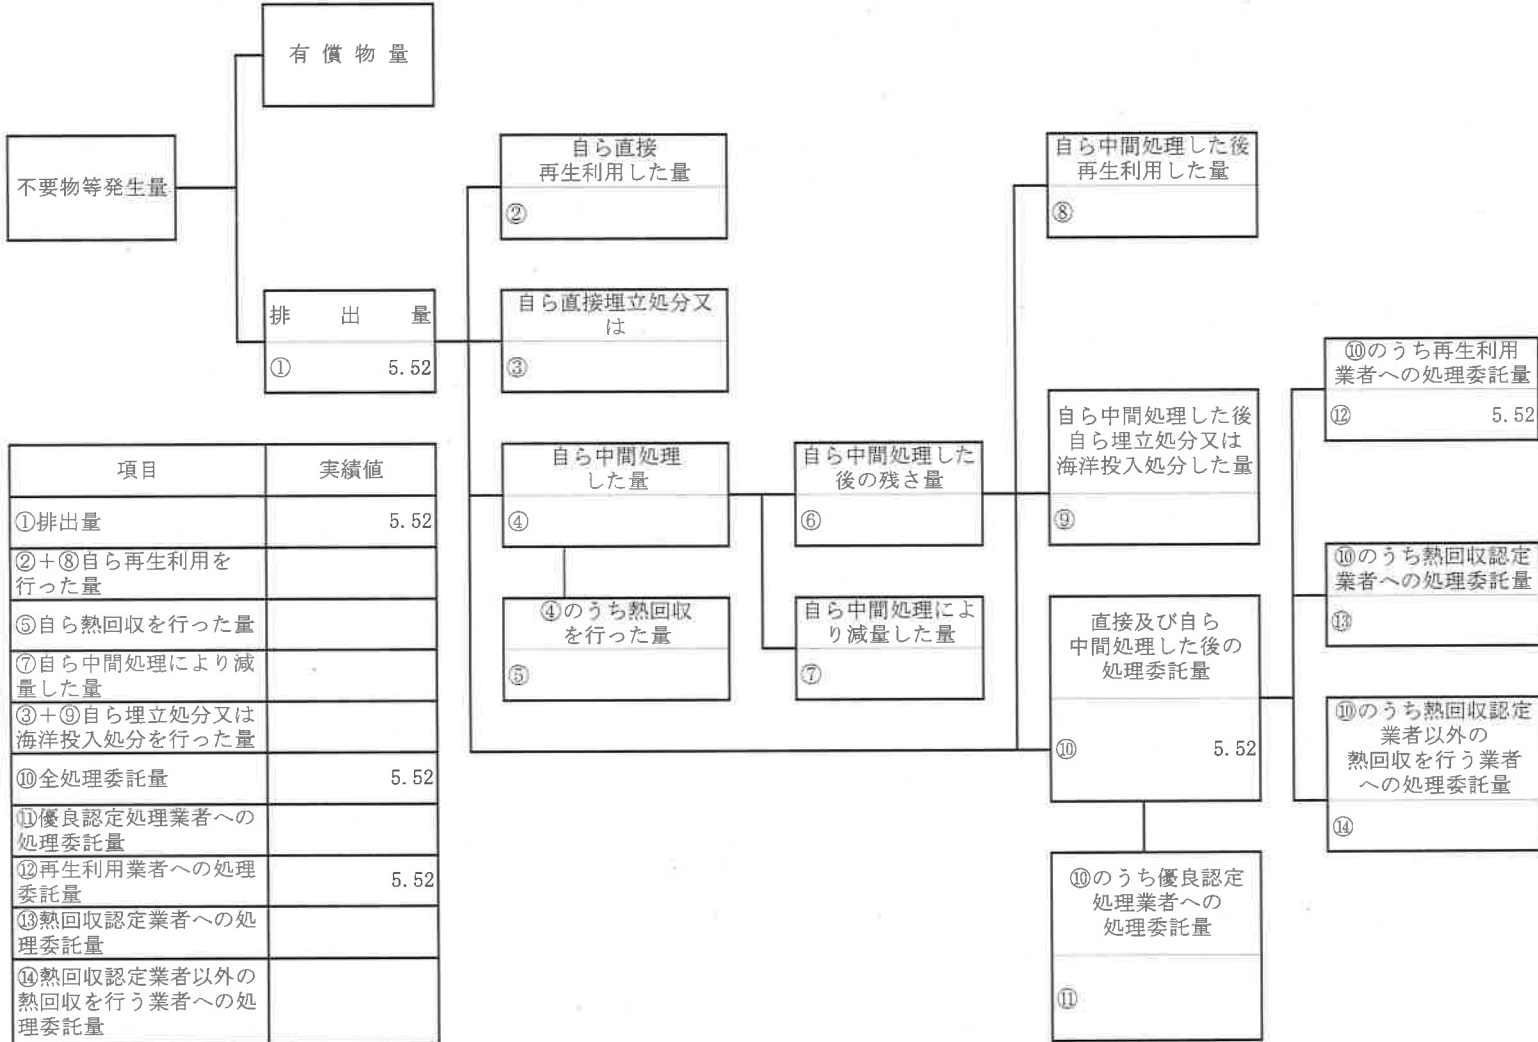 有償物量
不要物等発生量
排出量
① 5.52
自ら直接
再生利用した量
②
自ら直接埋立処分又
は
③
自ら中間処理
した量
④
④のうち熱回収
を行った量
⑤
自ら中間処理した
後の残さ量
⑥
自ら中間処理によ
り減量した量
⑦
自ら中間処理した後
再生利用した量
⑧
自ら中間処理した後
自ら埋立処分又は
海洋投入処分した量
⑨
直接及び自ら
中間処理した後の
処理委託量
⑩ 5.52
⑩のうち優良認定
処理業者への
処理委託量
⑪
⑩のうち再生利用
業者への処理委託量
⑫ 5.52
⑩のうち熱回収認定
業者への処理委託量
⑬
⑩のうち熱回収認定
業者以外の
熱回収を行う業者
への処理委託量
⑭
項目 実績値
①排出量 5.52
②＋⑧自ら再生利用を
行った量
⑤自ら熱回収を行った量
⑦自ら中間処理により減
量した量
③＋⑨自ら埋立処分又は
海洋投入処分を行った量
⑩全処理委託量 5.52
⑪優良認定処理業者への
処理委託量
⑫再生利用業者への処理
委託量 5.52
⑬熱回収認定業者への処
理委託量
⑭熱回収認定業者以外の
熱回収を行う業者への処
理委託量